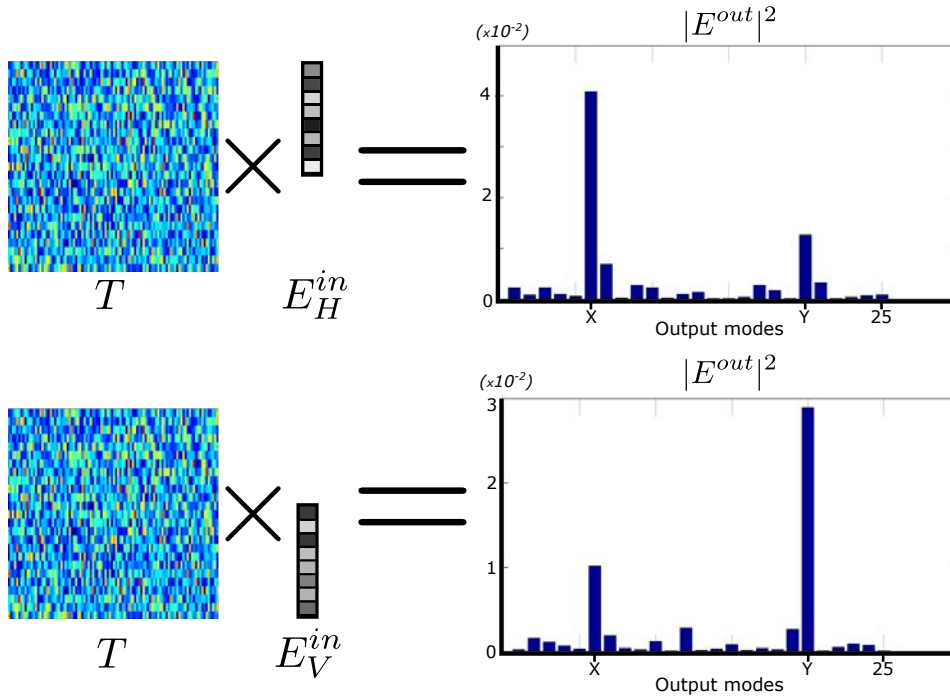 (x10⁻²)
|E^{out}|²
4
2
0
X
Y
25
Output modes
T
×
E_H^{in}
=
(x10⁻²)
|E^{out}|²
3
2
1
0
X
Y
25
Output modes
T
×
E_V^{in}
=